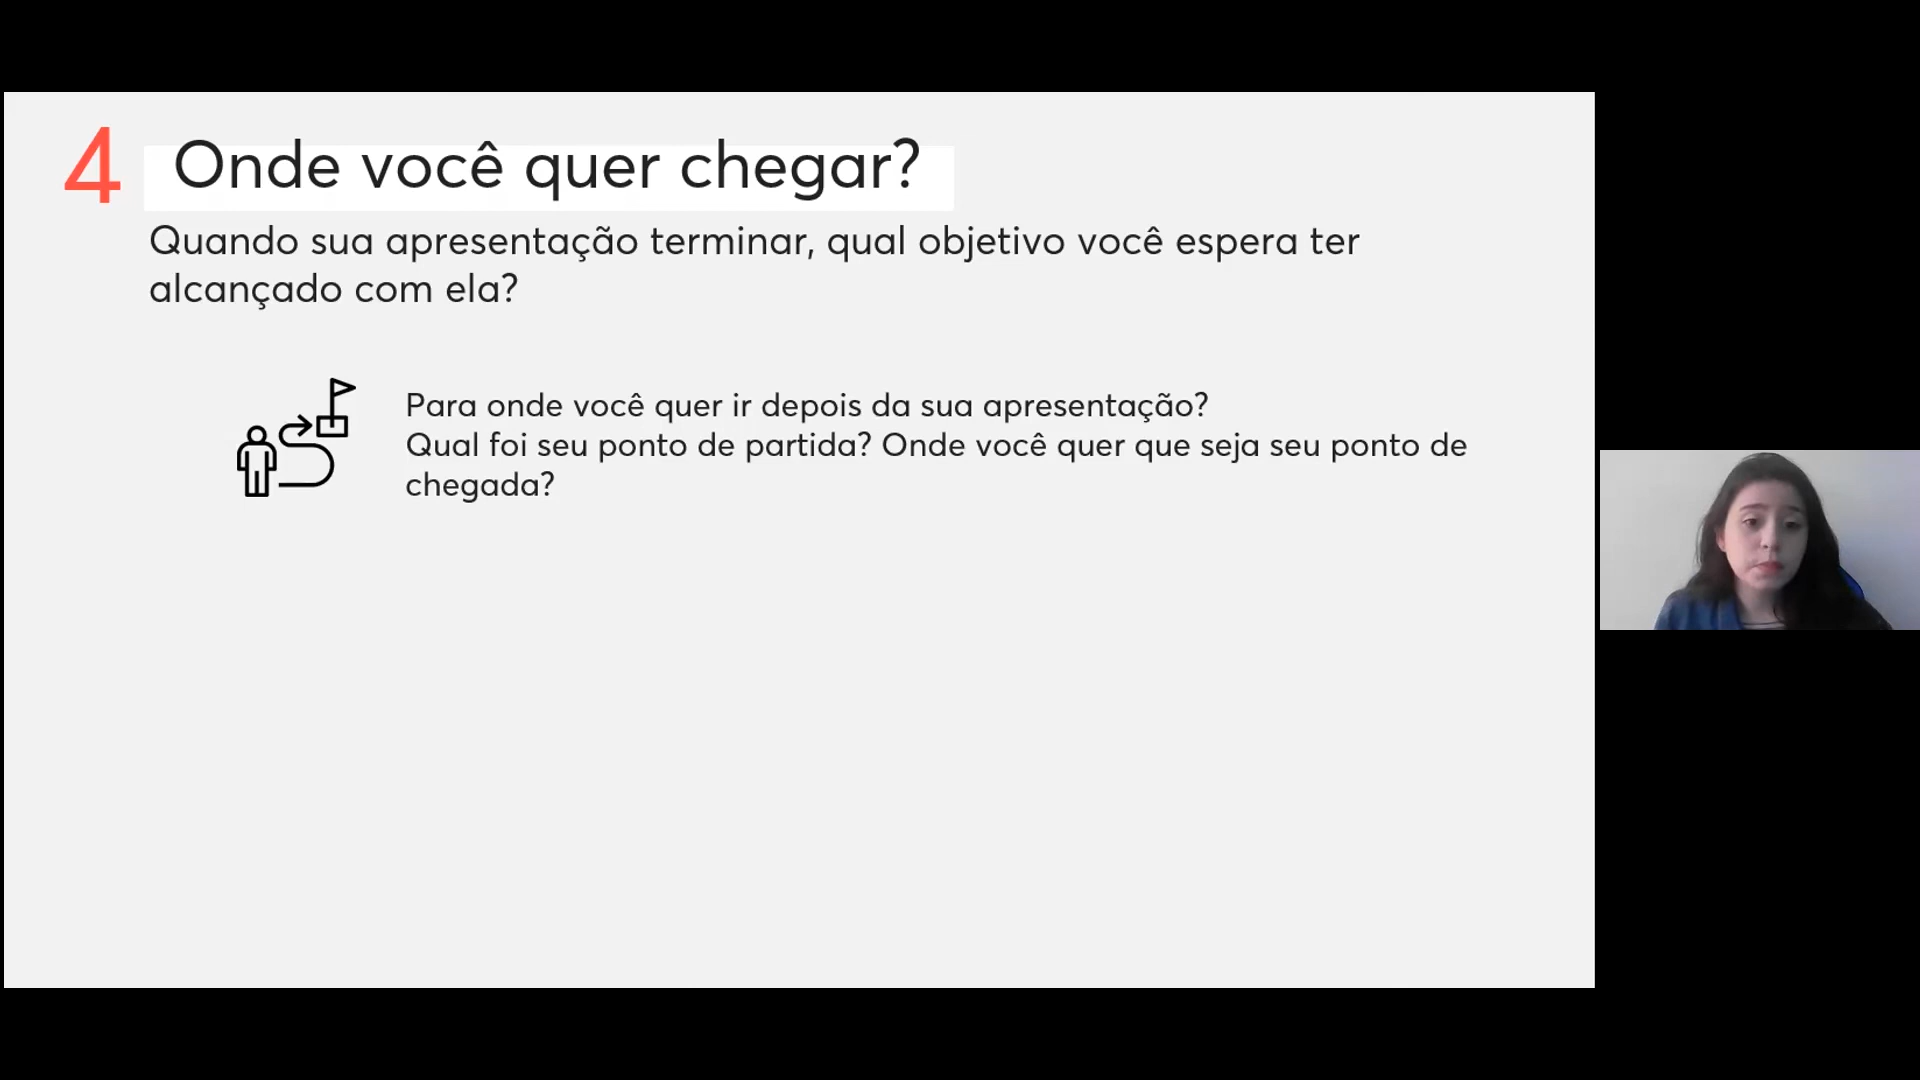 4 Onde você quer chegar?
Quando sua apresentação terminar, qual objetivo você espera ter
alcançado com ela?
Para onde você quer ir depois da sua apresentação?
Qual foi seu ponto de partida? Onde você quer que seja seu ponto de
chegada?